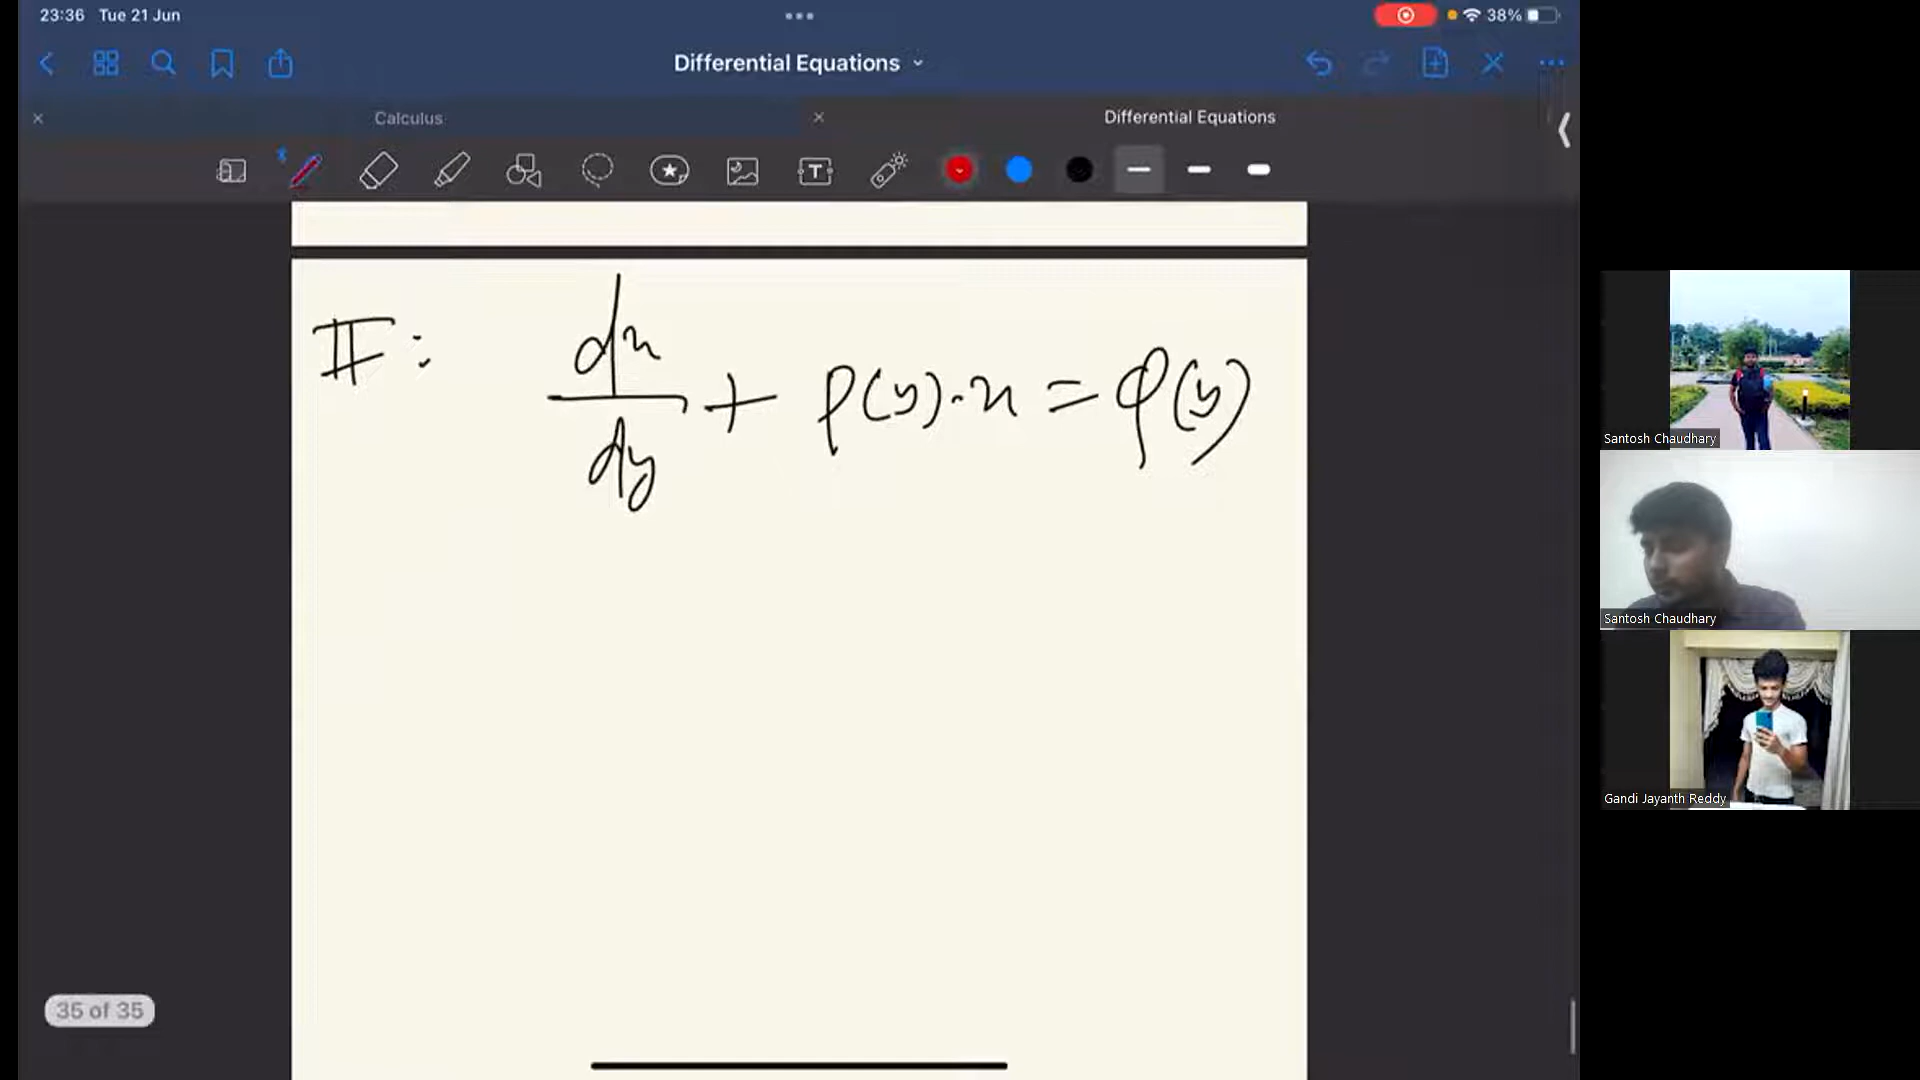 23:36 Tue 21 Jun
38%
Differential Equations
Calculus
Differential Equations
T
II: dx/dy + P(y).x = Q(y)
Santosh Chaudhary
Santosh Chaudhary
Gandi Jayanth Reddy
35 of 35